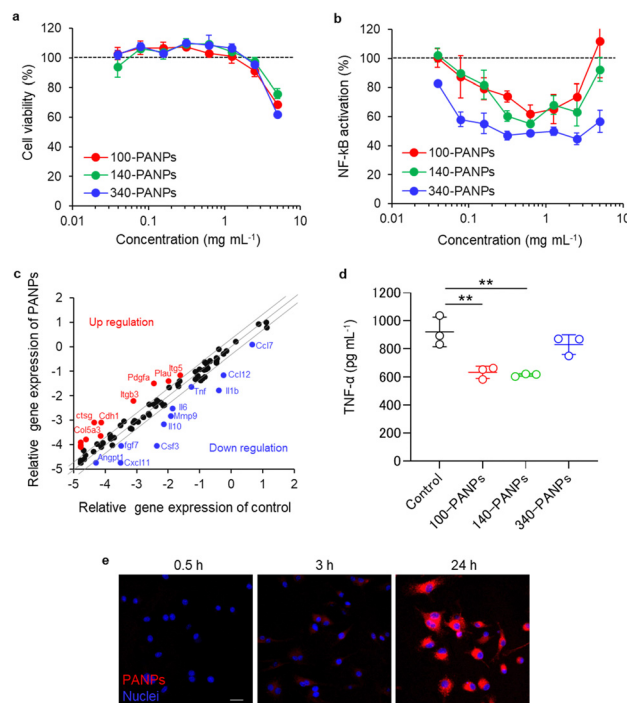 a
120
100
80
60
40
20
0
Cell viability (%)
100-PANPs
140-PANPs
340-PANPs
0.01
0.1
1
10
Concentration (mg mL⁻¹)
b
120
100
80
60
40
20
0
NF-kB activation (%)
100-PANPs
140-PANPs
340-PANPs
0.01
0.1
1
10
Concentration (mg mL⁻¹)
c
2
1
0
-1
-2
-3
-4
-5
Relative gene expression of PANPs
Up regulation
Ccl7
Itg5
Plau
Ccl12
Pdgfa
Tnf
Il1b
Itgb3
Il6
ctsg
Cdh1
Mmp9
Il10
Col5a3
Down regulation
fgf7
Csf3
Angpt1
Cxcl11
-5 -4 -3 -2 -1 0 1 2
Relative gene expression of control
d
1200
1000
800
600
400
200
0
TNF-α (pg mL⁻¹)
**
**
Control
100-PANPs
140-PANPs
340-PANPs
e
0.5 h
3 h
24 h
PANPs
Nuclei